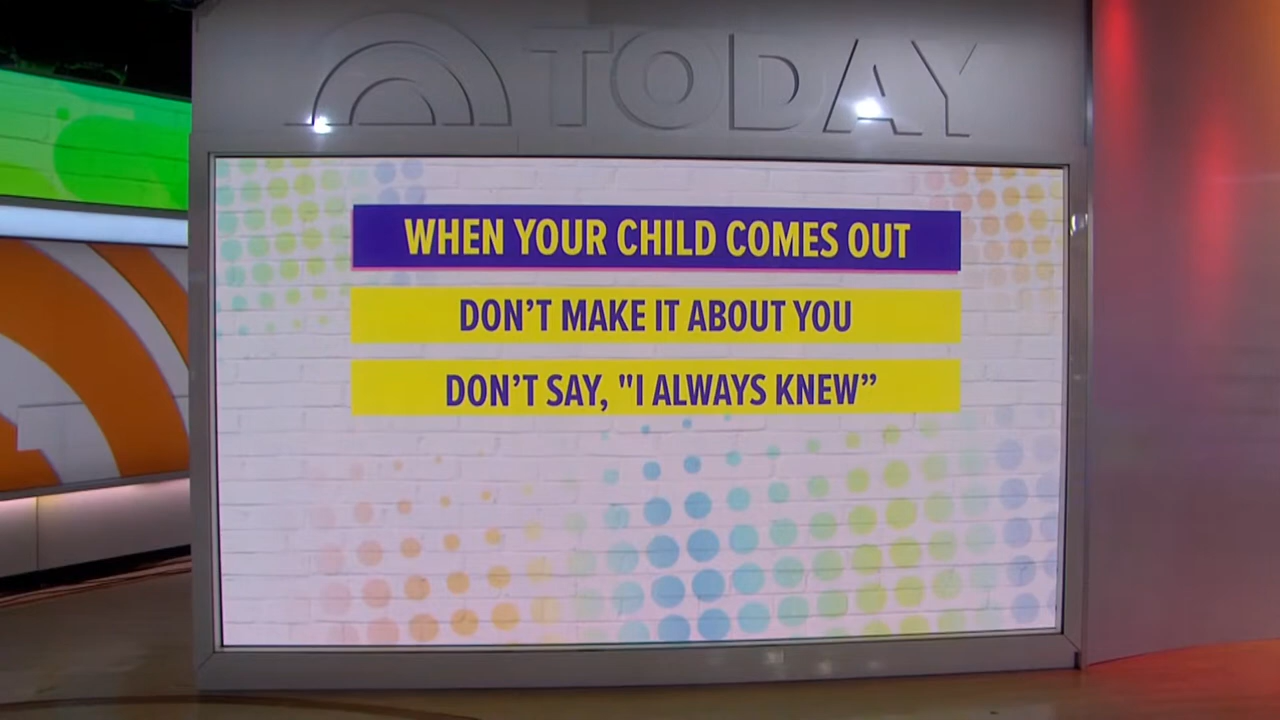 TODAY
WHEN YOUR CHILD COMES OUT
DON’T MAKE IT ABOUT YOU
DON’T SAY, "I ALWAYS KNEW”